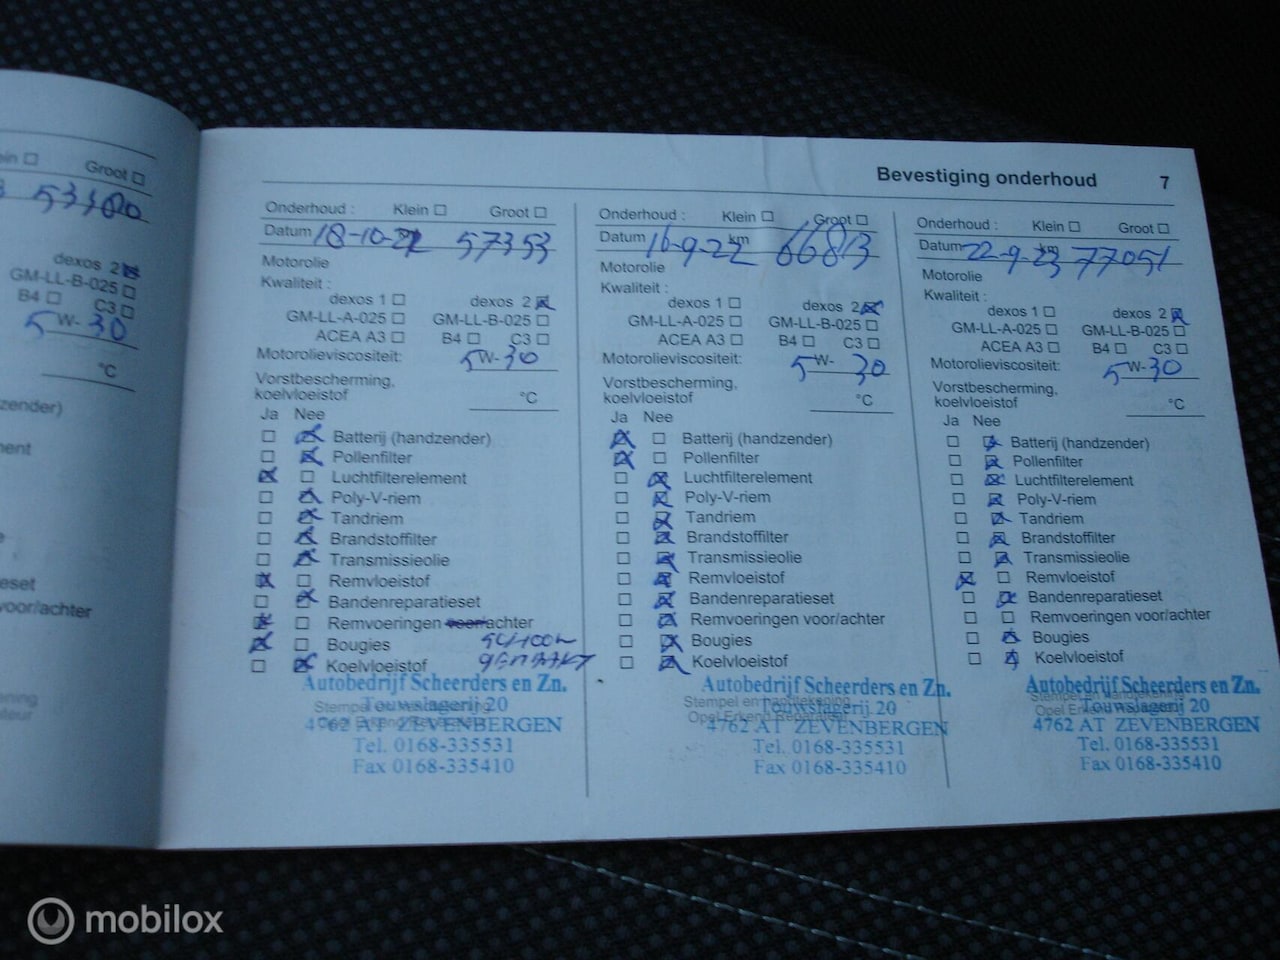 Bevestiging onderhoud 7
ein Groot
53100
dexos 2
GM-LL-B-025
B4 C3
5 W- 30
°C
zender)
ent
eset
voor/achter
Onderhoud : Klein Groot
Datum 18-10-21 57353
Motorolie
Kwaliteit :
dexos 1 dexos 2
GM-LL-A-025 GM-LL-B-025
ACEA A3 B4 C3
Motorolieviscositeit: 5W-30
Vorstbescherming,
koelvloeistof °C
Ja Nee
Batterij (handzender)
Pollenfilter
Luchtfilterelement
Poly-V-riem
Tandriem
Brandstoffilter
Transmissieolie
Remvloeistof
Bandenreparatieset
Remvoeringen voor/achter
Bougies SCHOON
Koelvloeistof GEMAAKT
Autobedrijf Scheerders en Zn.
Touwslagerij 20
4762 AT ZEVENBERGEN
Tel. 0168-335531
Fax 0168-335410
Onderhoud : Klein Groot
Datum 16-9-22 km 66813
Motorolie
Kwaliteit :
dexos 1 dexos 2
GM-LL-A-025 GM-LL-B-025
ACEA A3 B4 C3
Motorolieviscositeit: 5W-30
Vorstbescherming,
koelvloeistof °C
Ja Nee
Batterij (handzender)
Pollenfilter
Luchtfilterelement
Poly-V-riem
Tandriem
Brandstoffilter
Transmissieolie
Remvloeistof
Bandenreparatieset
Remvoeringen voor/achter
Bougies
Koelvloeistof
Autobedrijf Scheerders en Zn.
Stempel en handtekening
Touwslagerij 20
Opel Erkend Reparateur
4762 AT ZEVENBERGEN
Tel. 0168-335531
Fax 0168-335410
Onderhoud : Klein Groot
Datum 22-9-23 km 77051
Motorolie
Kwaliteit :
dexos 1 dexos 2
GM-LL-A-025 GM-LL-B-025
ACEA A3 B4 C3
Motorolieviscositeit: 5W-30
Vorstbescherming,
koelvloeistof °C
Ja Nee
Batterij (handzender)
Pollenfilter
Luchtfilterelement
Poly-V-riem
Tandriem
Brandstoffilter
Transmissieolie
Remvloeistof
Bandenreparatieset
Remvoeringen voor/achter
Bougies
Koelvloeistof
Autobedrijf Scheerders en Zn.
Touwslagerij 20
4762 AT ZEVENBERGEN
Tel. 0168-335531
Fax 0168-335410
mobilox